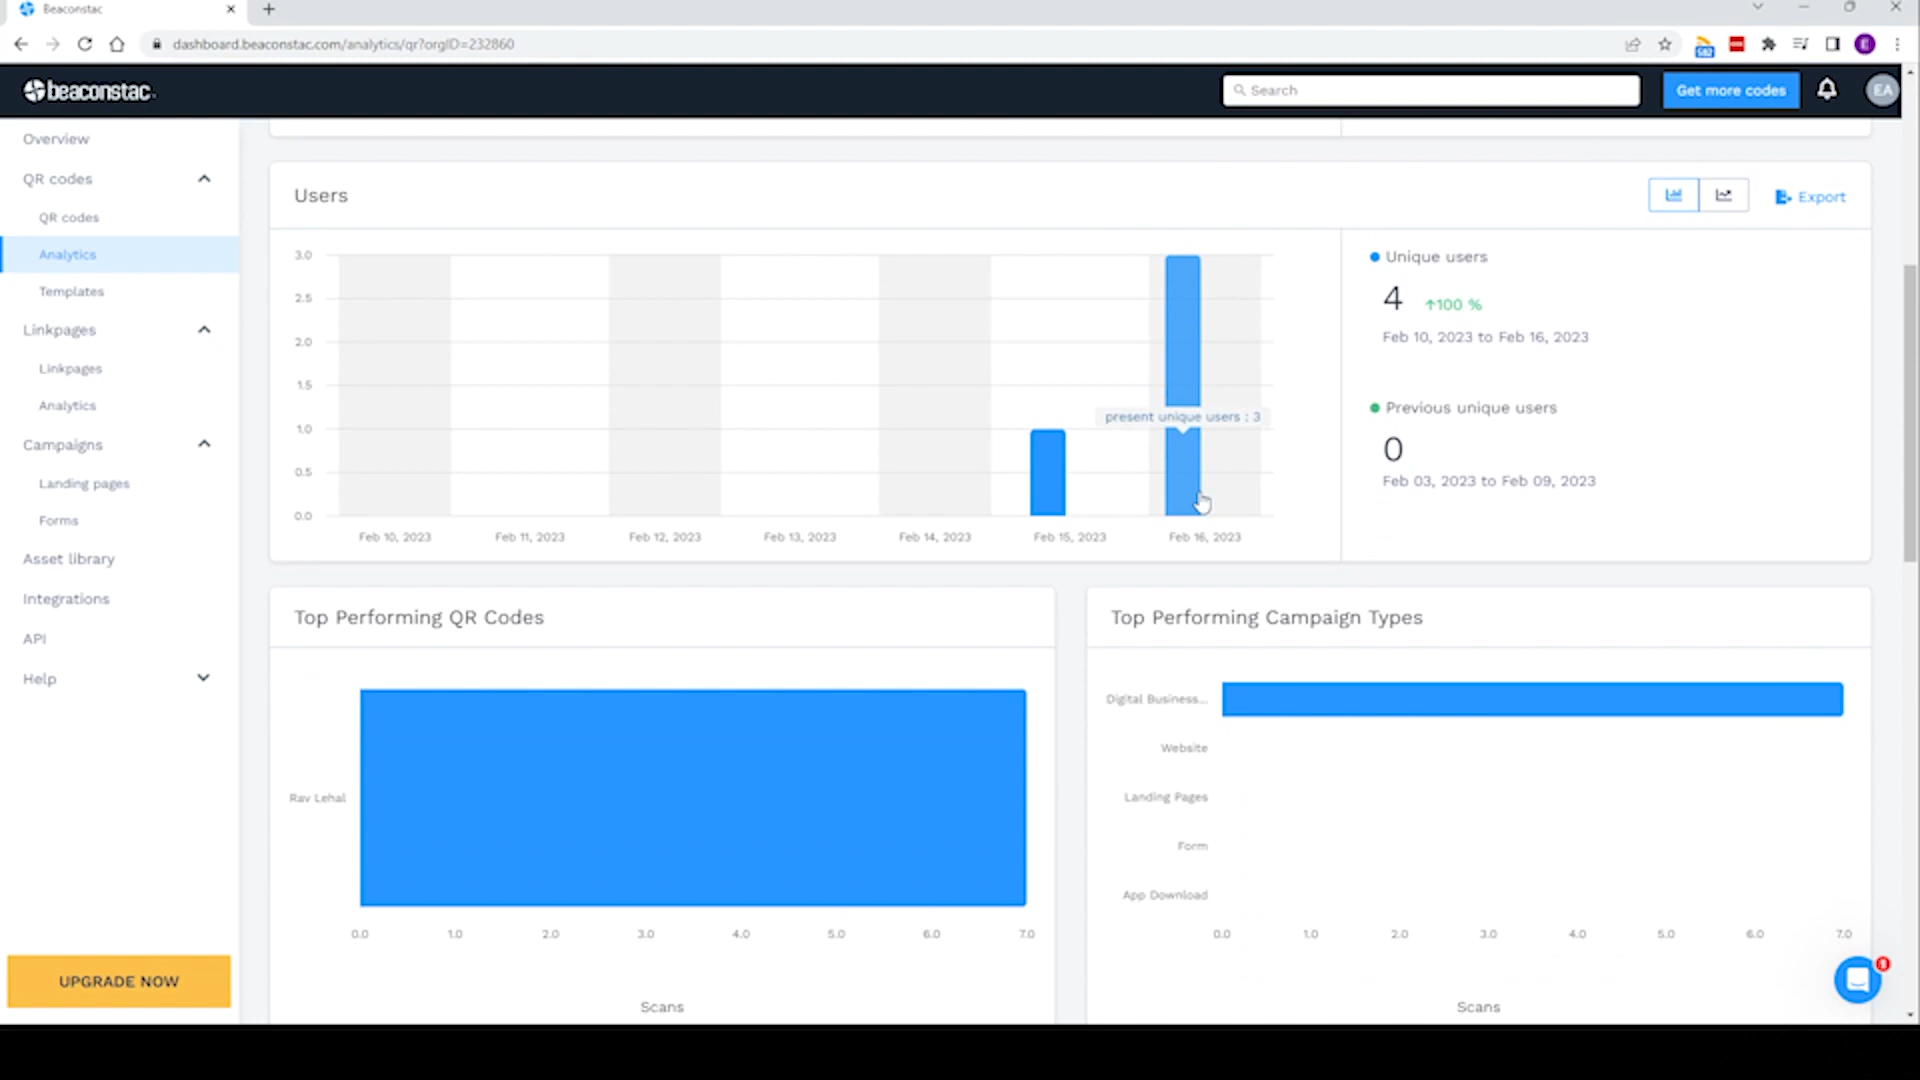 Beaconstac
dashboard.beaconstac.com/analytics/qr?orgID=232860
beaconstac.
Search
Get more codes
EA
Overview
QR codes
QR codes
Analytics
Templates
Linkpages
Linkpages
Analytics
Campaigns
Landing pages
Forms
Asset library
Integrations
API
Help
UPGRADE NOW
Users
Export
3.0
2.5
2.0
1.5
1.0
0.5
0.0
present unique users : 3
Feb 10, 2023
Feb 11, 2023
Feb 12, 2023
Feb 13, 2023
Feb 14, 2023
Feb 15, 2023
Feb 16, 2023
Unique users
4 ↑100 %
Feb 10, 2023 to Feb 16, 2023
Previous unique users
0
Feb 03, 2023 to Feb 09, 2023
Top Performing QR Codes
Rav Lehal
0.0 1.0 2.0 3.0 4.0 5.0 6.0 7.0
Scans
Top Performing Campaign Types
Digital Business...
Website
Landing Pages
Form
App Download
0.0 1.0 2.0 3.0 4.0 5.0 6.0 7.0
Scans